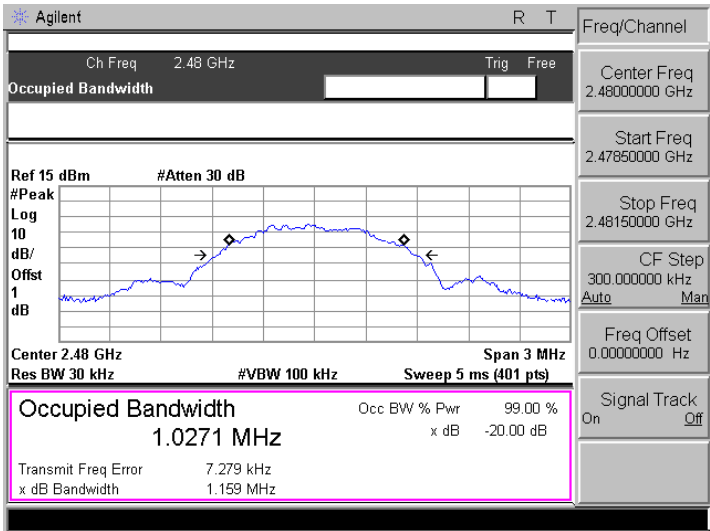 Agilent R T
Ch Freq 2.48 GHz Trig Free
Occupied Bandwidth
Ref 15 dBm #Atten 30 dB
#Peak
Log
10
dB/
Offst
1
dB
Center 2.48 GHz Span 3 MHz
Res BW 30 kHz #VBW 100 kHz Sweep 5 ms (401 pts)
Occupied Bandwidth Occ BW % Pwr 99.00 %
1.0271 MHz x dB -20.00 dB
Transmit Freq Error 7.279 kHz
x dB Bandwidth 1.159 MHz
Freq/Channel
Center Freq
2.48000000 GHz
Start Freq
2.47850000 GHz
Stop Freq
2.48150000 GHz
CF Step
300.000000 kHz
Auto Man
Freq Offset
0.00000000 Hz
Signal Track
On Off